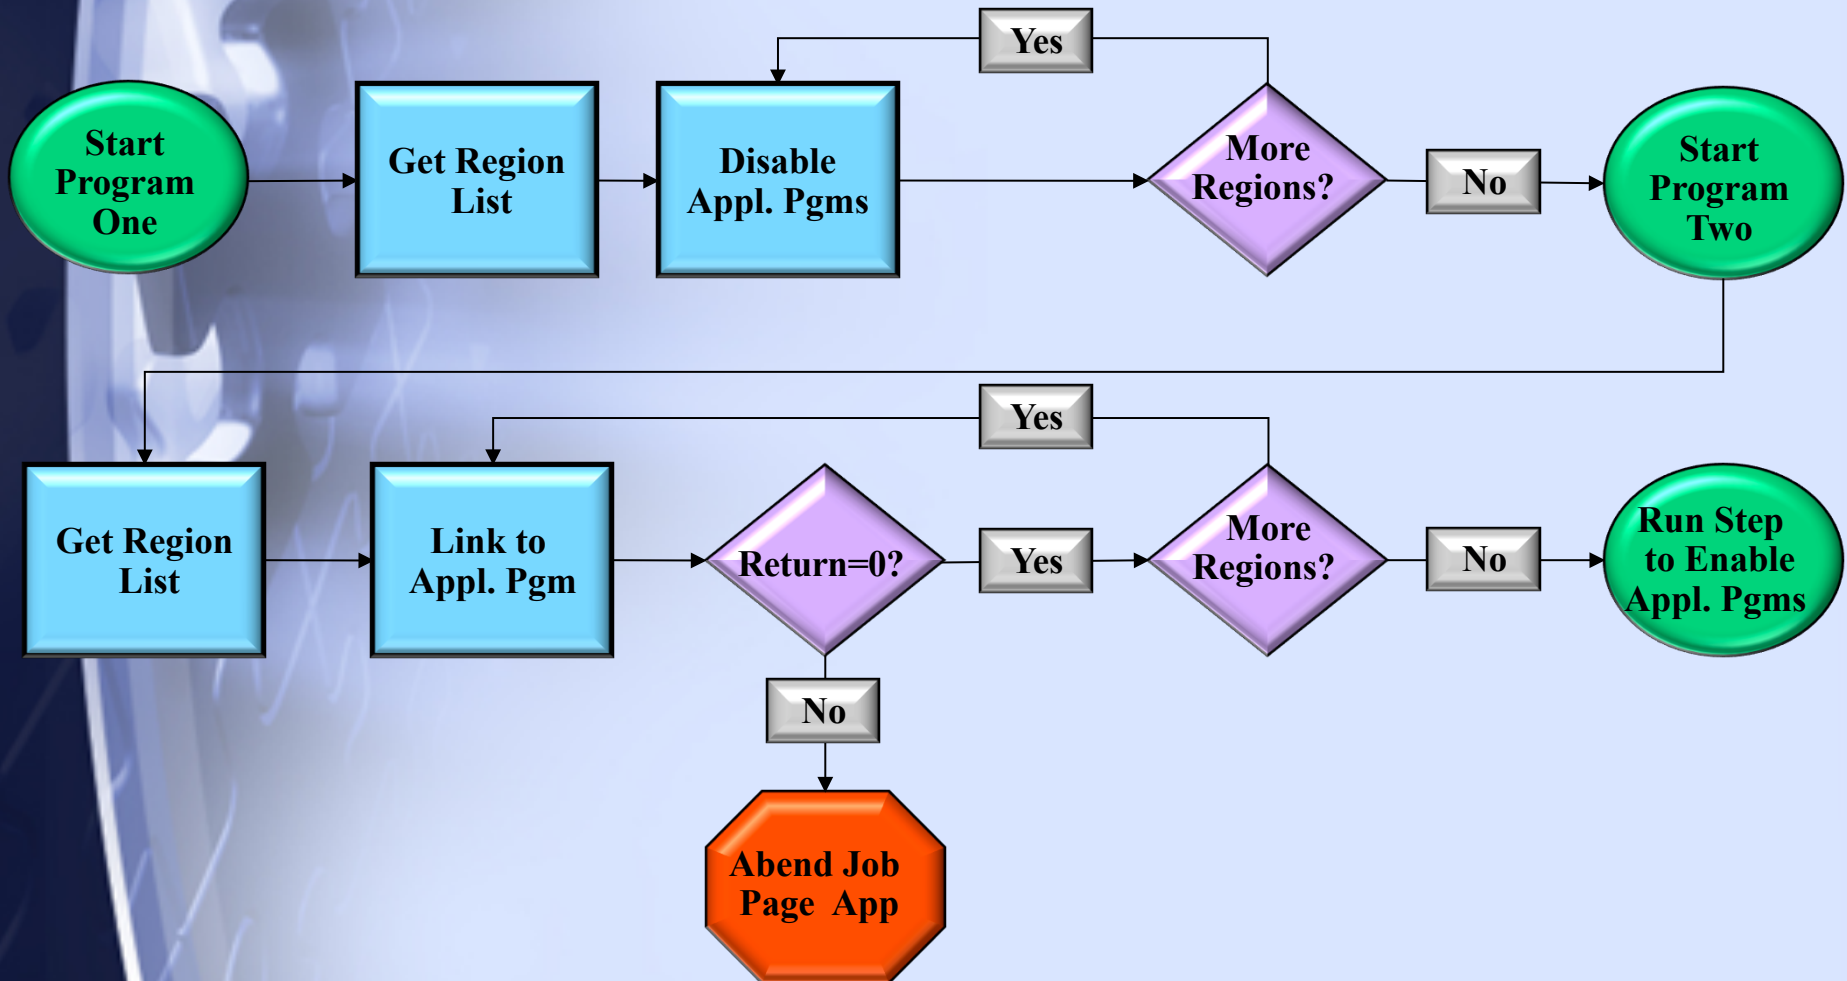 Yes
Start
Program
One
Get Region
List
Disable
Appl. Pgms
More
Regions?
No
Start
Program
Two
Yes
Get Region
List
Link to
Appl. Pgm
Return=0?
Yes
More
Regions?
No
Run Step
to Enable
Appl. Pgms
No
Abend Job
Page App